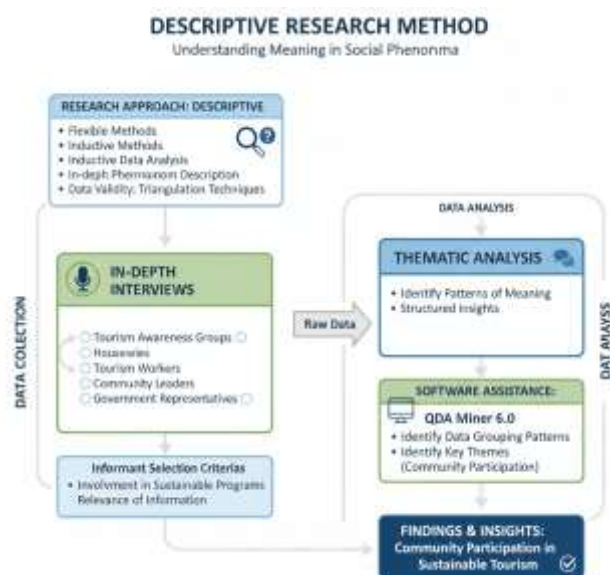 DESCRIPTIVE RESEARCH METHOD
Understanding Meaning in Social Phenonma
RESEARCH APPROACH: DESCRIPTIVE
• Flexible Methods
• Inductive Methods
• Inductive Data Analysis
• In-depth Phermainom Description
• Data Validity: Triangulation Techniques
DATA COLECTION
IN-DEPTH
INTERVIEWS
Tourism Awareness Groups
Housewies
Tourism Workers
Community Leaders
Government Representatives
Informant Selection Criterias
• Involvment in Sustainable Programs
Relevance of Information
Raw Data
DATA ANALYSIS
THEMATIC ANALYSIS
• Identify Patterns of Meaning
• Structured Insights
SOFTWARE ASSISTANCE:
QDA Miner 6.0
• Identify Data Grouping Patterns
• Identify Key Themes
(Community Participation)
FINDINGS & INSIGHTS:
Community Participation in
Sustainable Tourism
DAT ANALYSS